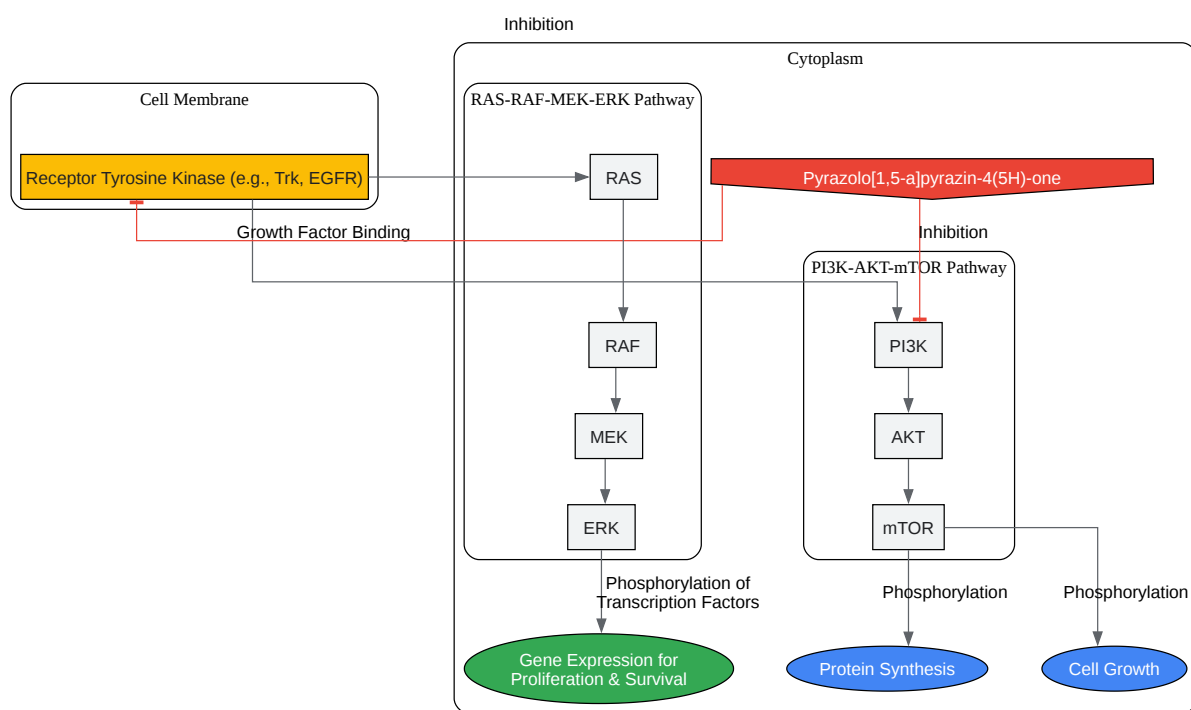 Inhibition
Cytoplasm
Cell Membrane
RAS-RAF-MEK-ERK Pathway
Receptor Tyrosine Kinase (e.g., Trk, EGFR)
RAS
Pyrazolo[1,5-a]pyrazin-4(5H)-one
Growth Factor Binding
Inhibition
PI3K-AKT-mTOR Pathway
RAF
PI3K
MEK
AKT
ERK
mTOR
Phosphorylation of
Transcription Factors
Phosphorylation
Phosphorylation
Gene Expression for
Proliferation & Survival
Protein Synthesis
Cell Growth